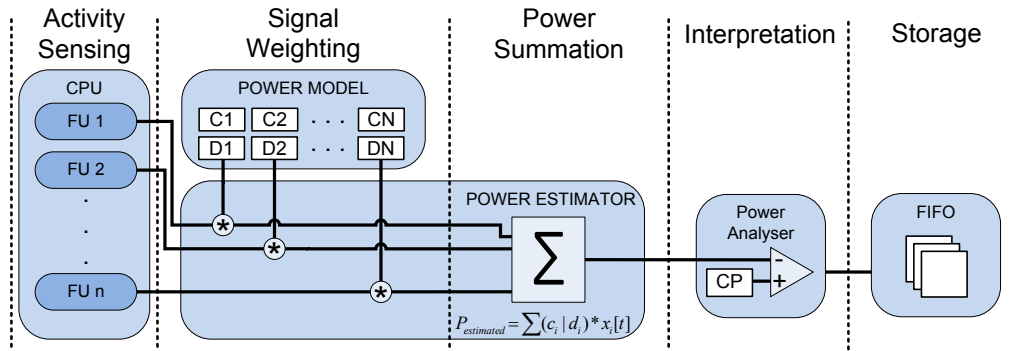 Activity
Sensing
Signal
Weighting
Power
Summation
Interpretation
Storage
CPU
FU 1
FU 2
.
.
.
FU n
POWER MODEL
C1 C2 . . . CN
D1 D2 . . . DN
POWER ESTIMATOR
*
*
*
Σ
P_estimated = ∑(c_i | d_i) * x_i[t]
Power
Analyser
-
CP +
FIFO